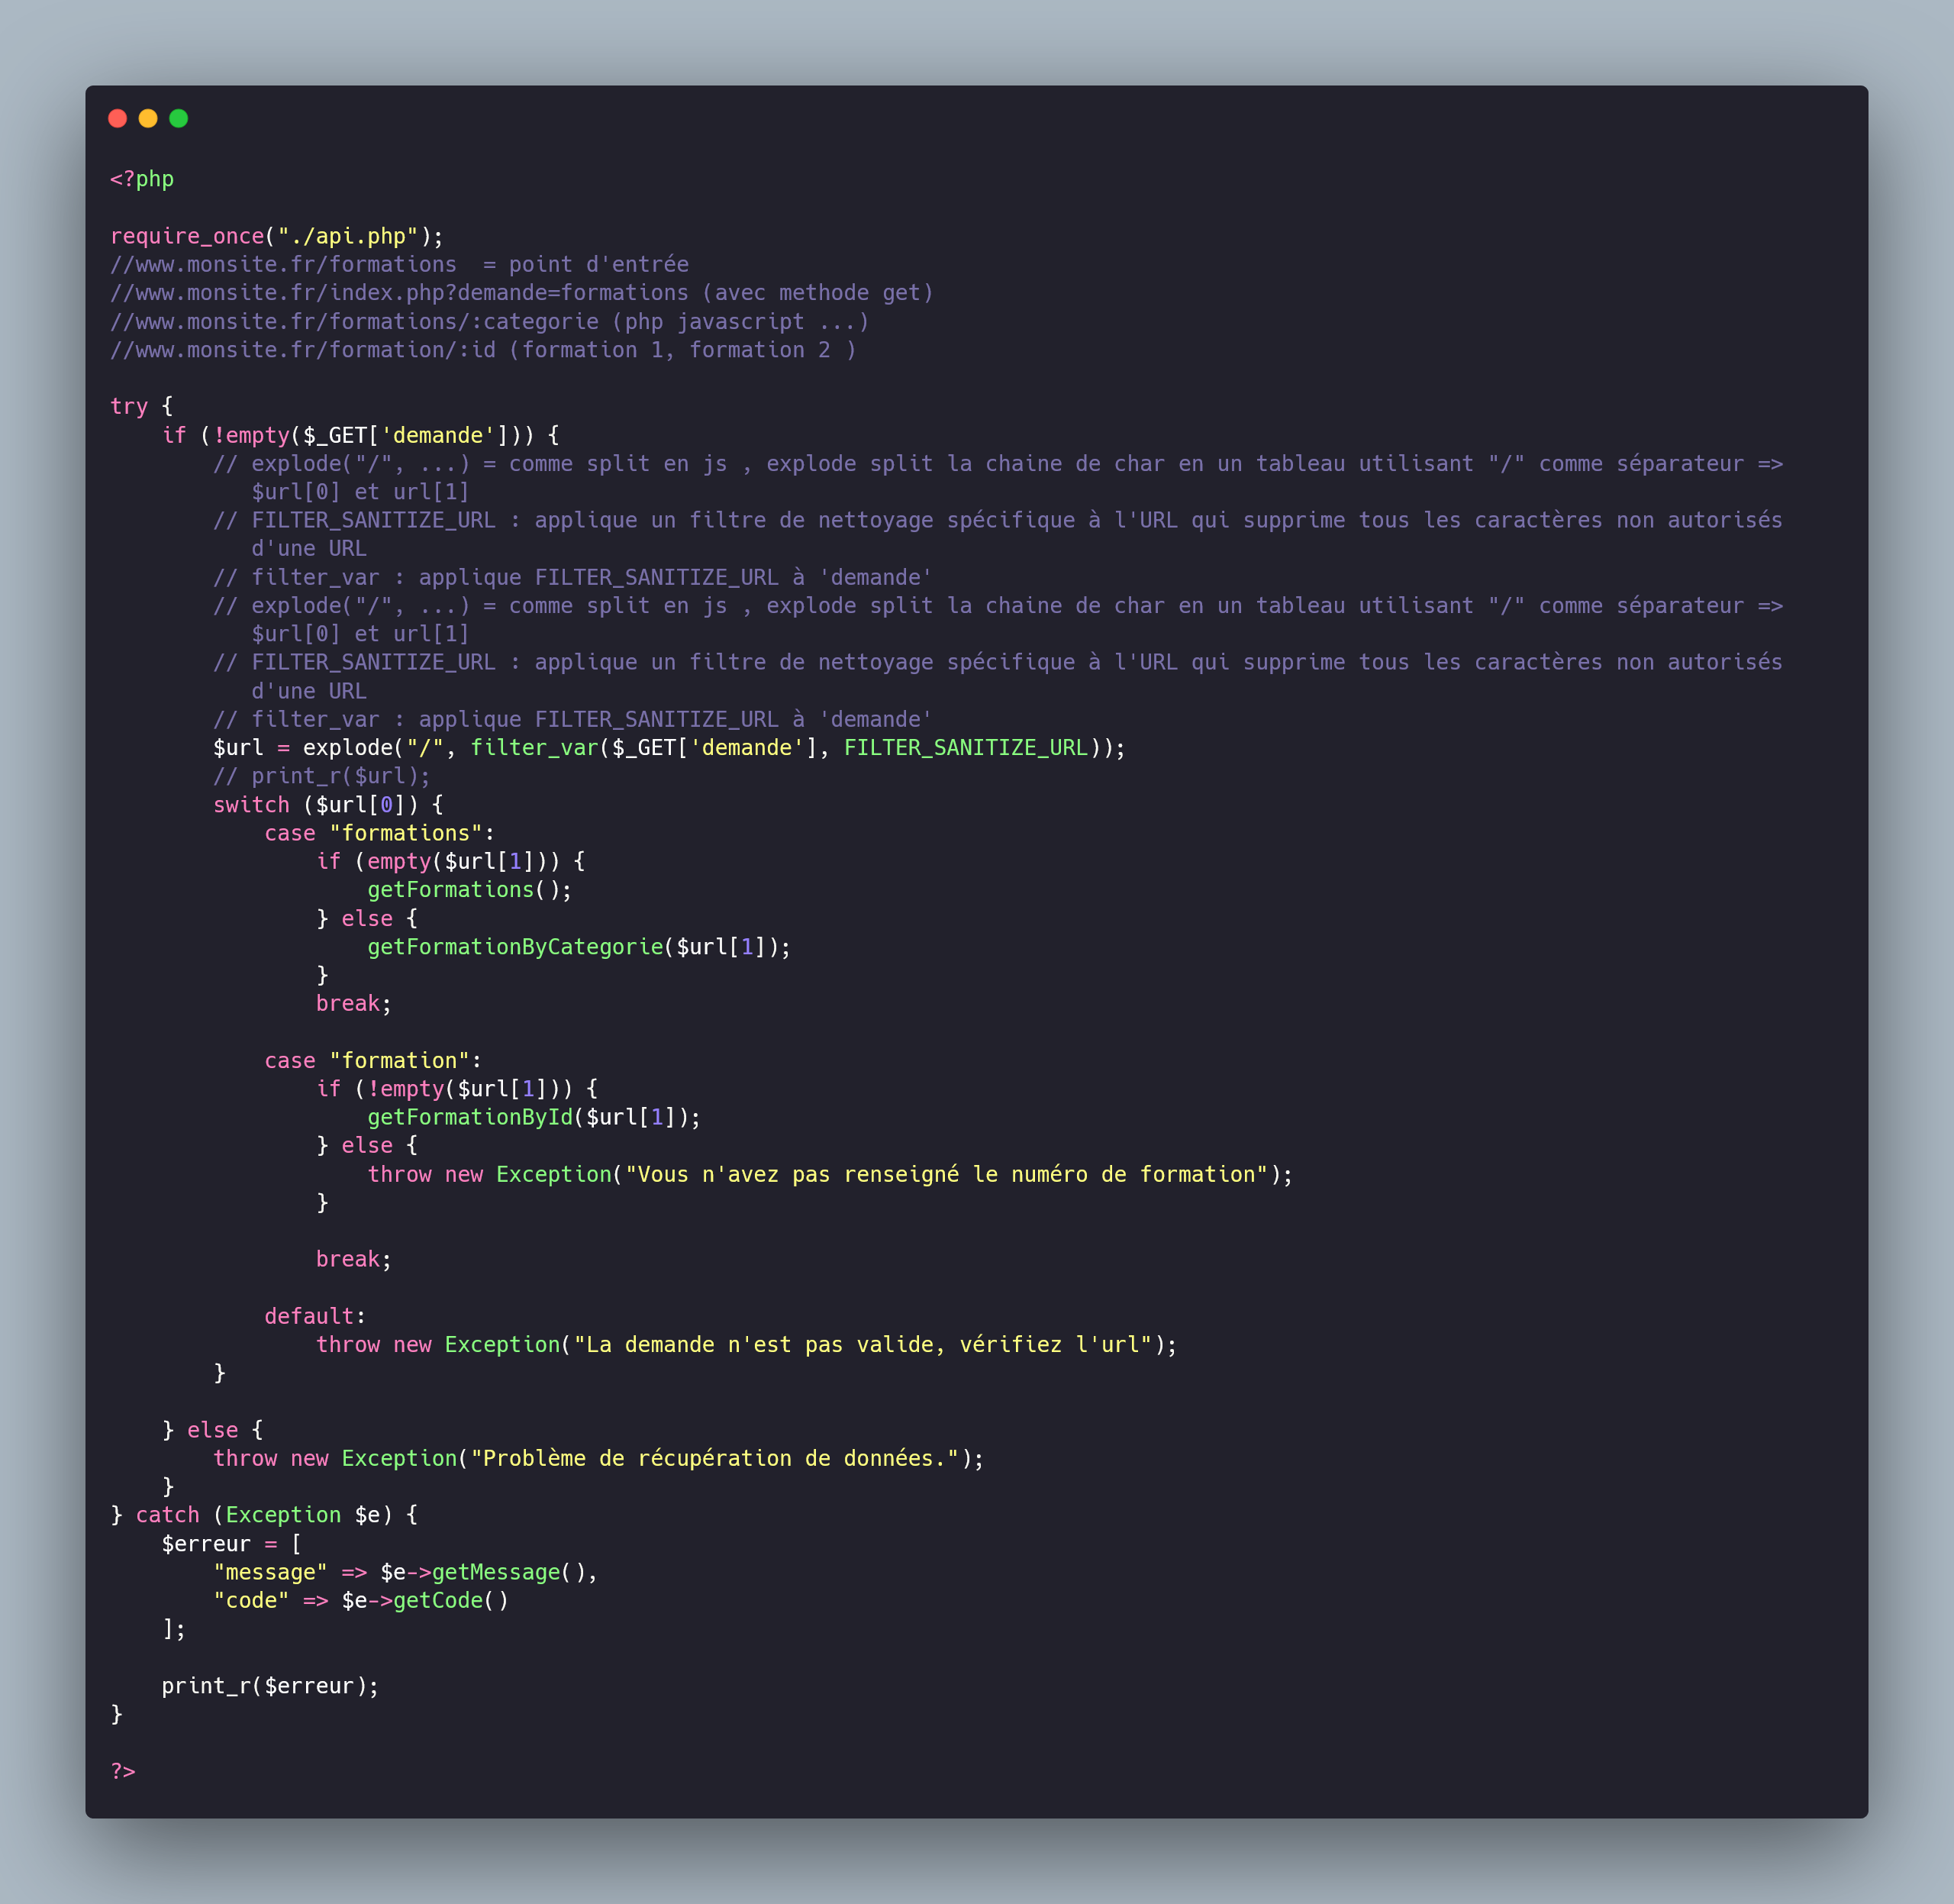 <?php

require_once("./api.php");
//www.monsite.fr/formations  = point d'entrée
//www.monsite.fr/index.php?demande=formations (avec methode get)
//www.monsite.fr/formations/:categorie (php javascript ...)
//www.monsite.fr/formation/:id (formation 1, formation 2 )

try {
    if (!empty($_GET['demande'])) {
        // explode("/", ...) = comme split en js , explode split la chaine de char en un tableau utilisant "/" comme séparateur =>
           $url[0] et url[1]
        // FILTER_SANITIZE_URL : applique un filtre de nettoyage spécifique à l'URL qui supprime tous les caractères non autorisés
           d'une URL
        // filter_var : applique FILTER_SANITIZE_URL à 'demande'
        // explode("/", ...) = comme split en js , explode split la chaine de char en un tableau utilisant "/" comme séparateur =>
           $url[0] et url[1]
        // FILTER_SANITIZE_URL : applique un filtre de nettoyage spécifique à l'URL qui supprime tous les caractères non autorisés
           d'une URL
        // filter_var : applique FILTER_SANITIZE_URL à 'demande'
        $url = explode("/", filter_var($_GET['demande'], FILTER_SANITIZE_URL));
        // print_r($url);
        switch ($url[0]) {
            case "formations":
                if (empty($url[1])) {
                    getFormations();
                } else {
                    getFormationByCategorie($url[1]);
                }
                break;

            case "formation":
                if (!empty($url[1])) {
                    getFormationById($url[1]);
                } else {
                    throw new Exception("Vous n'avez pas renseigné le numéro de formation");
                }

                break;

            default:
                throw new Exception("La demande n'est pas valide, vérifiez l'url");
        }

    } else {
        throw new Exception("Problème de récupération de données.");
    }
} catch (Exception $e) {
    $erreur = [
        "message" => $e->getMessage(),
        "code" => $e->getCode()
    ];

    print_r($erreur);
}

?>